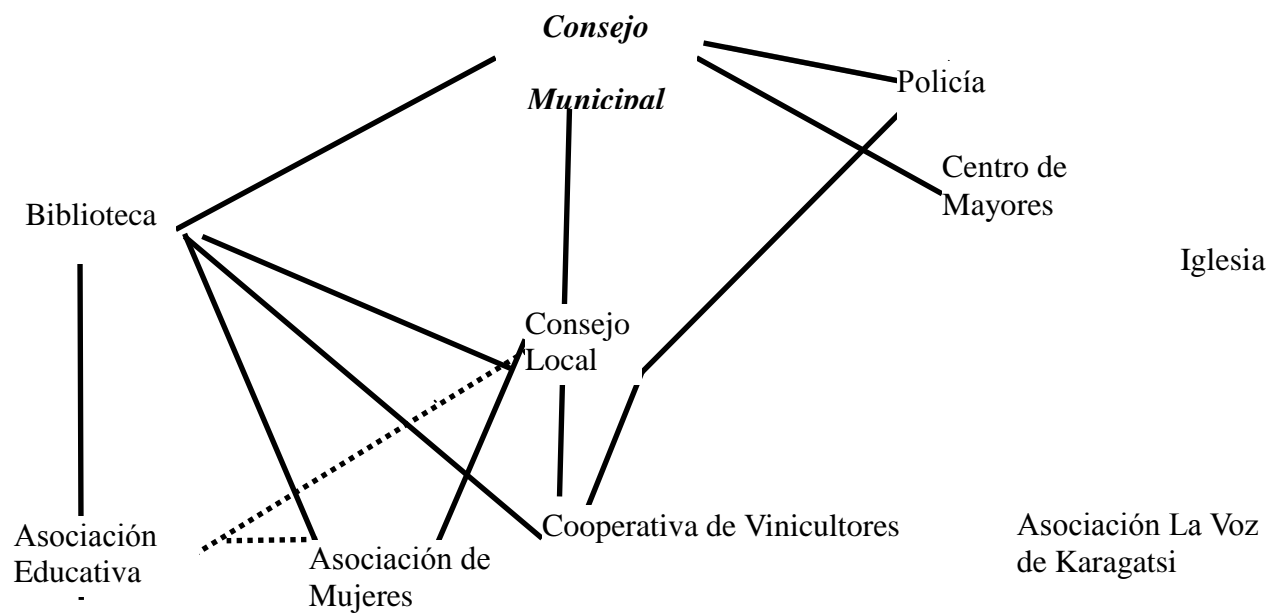 Consejo
Municipal
Policía
Centro de
Mayores
Biblioteca
Iglesia
Consejo
Local
Asociación
Educativa
Asociación de
Mujeres
Cooperativa de Vinicultores
Asociación La Voz
de Karagatsi